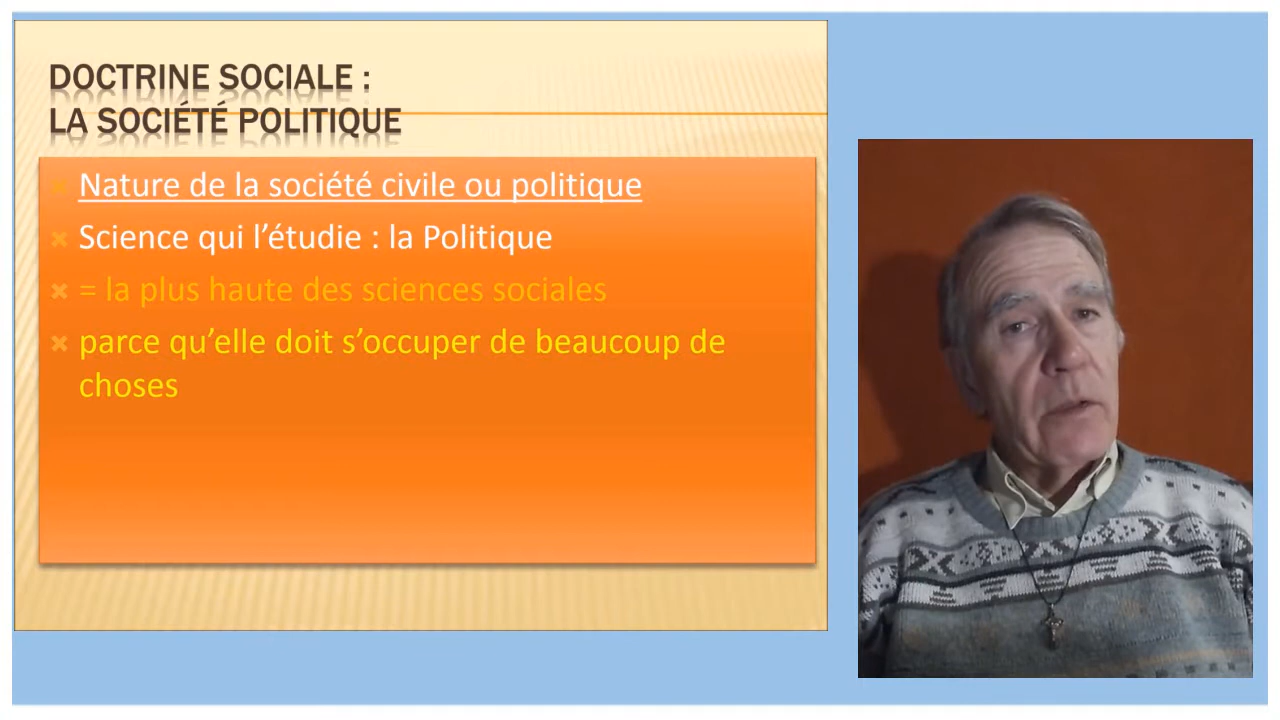 DOCTRINE SOCIALE :
LA SOCIÉTÉ POLITIQUE
Nature de la société civile ou politique
Science qui l’étudie : la Politique
= la plus haute des sciences sociales
parce qu’elle doit s’occuper de beaucoup de
choses